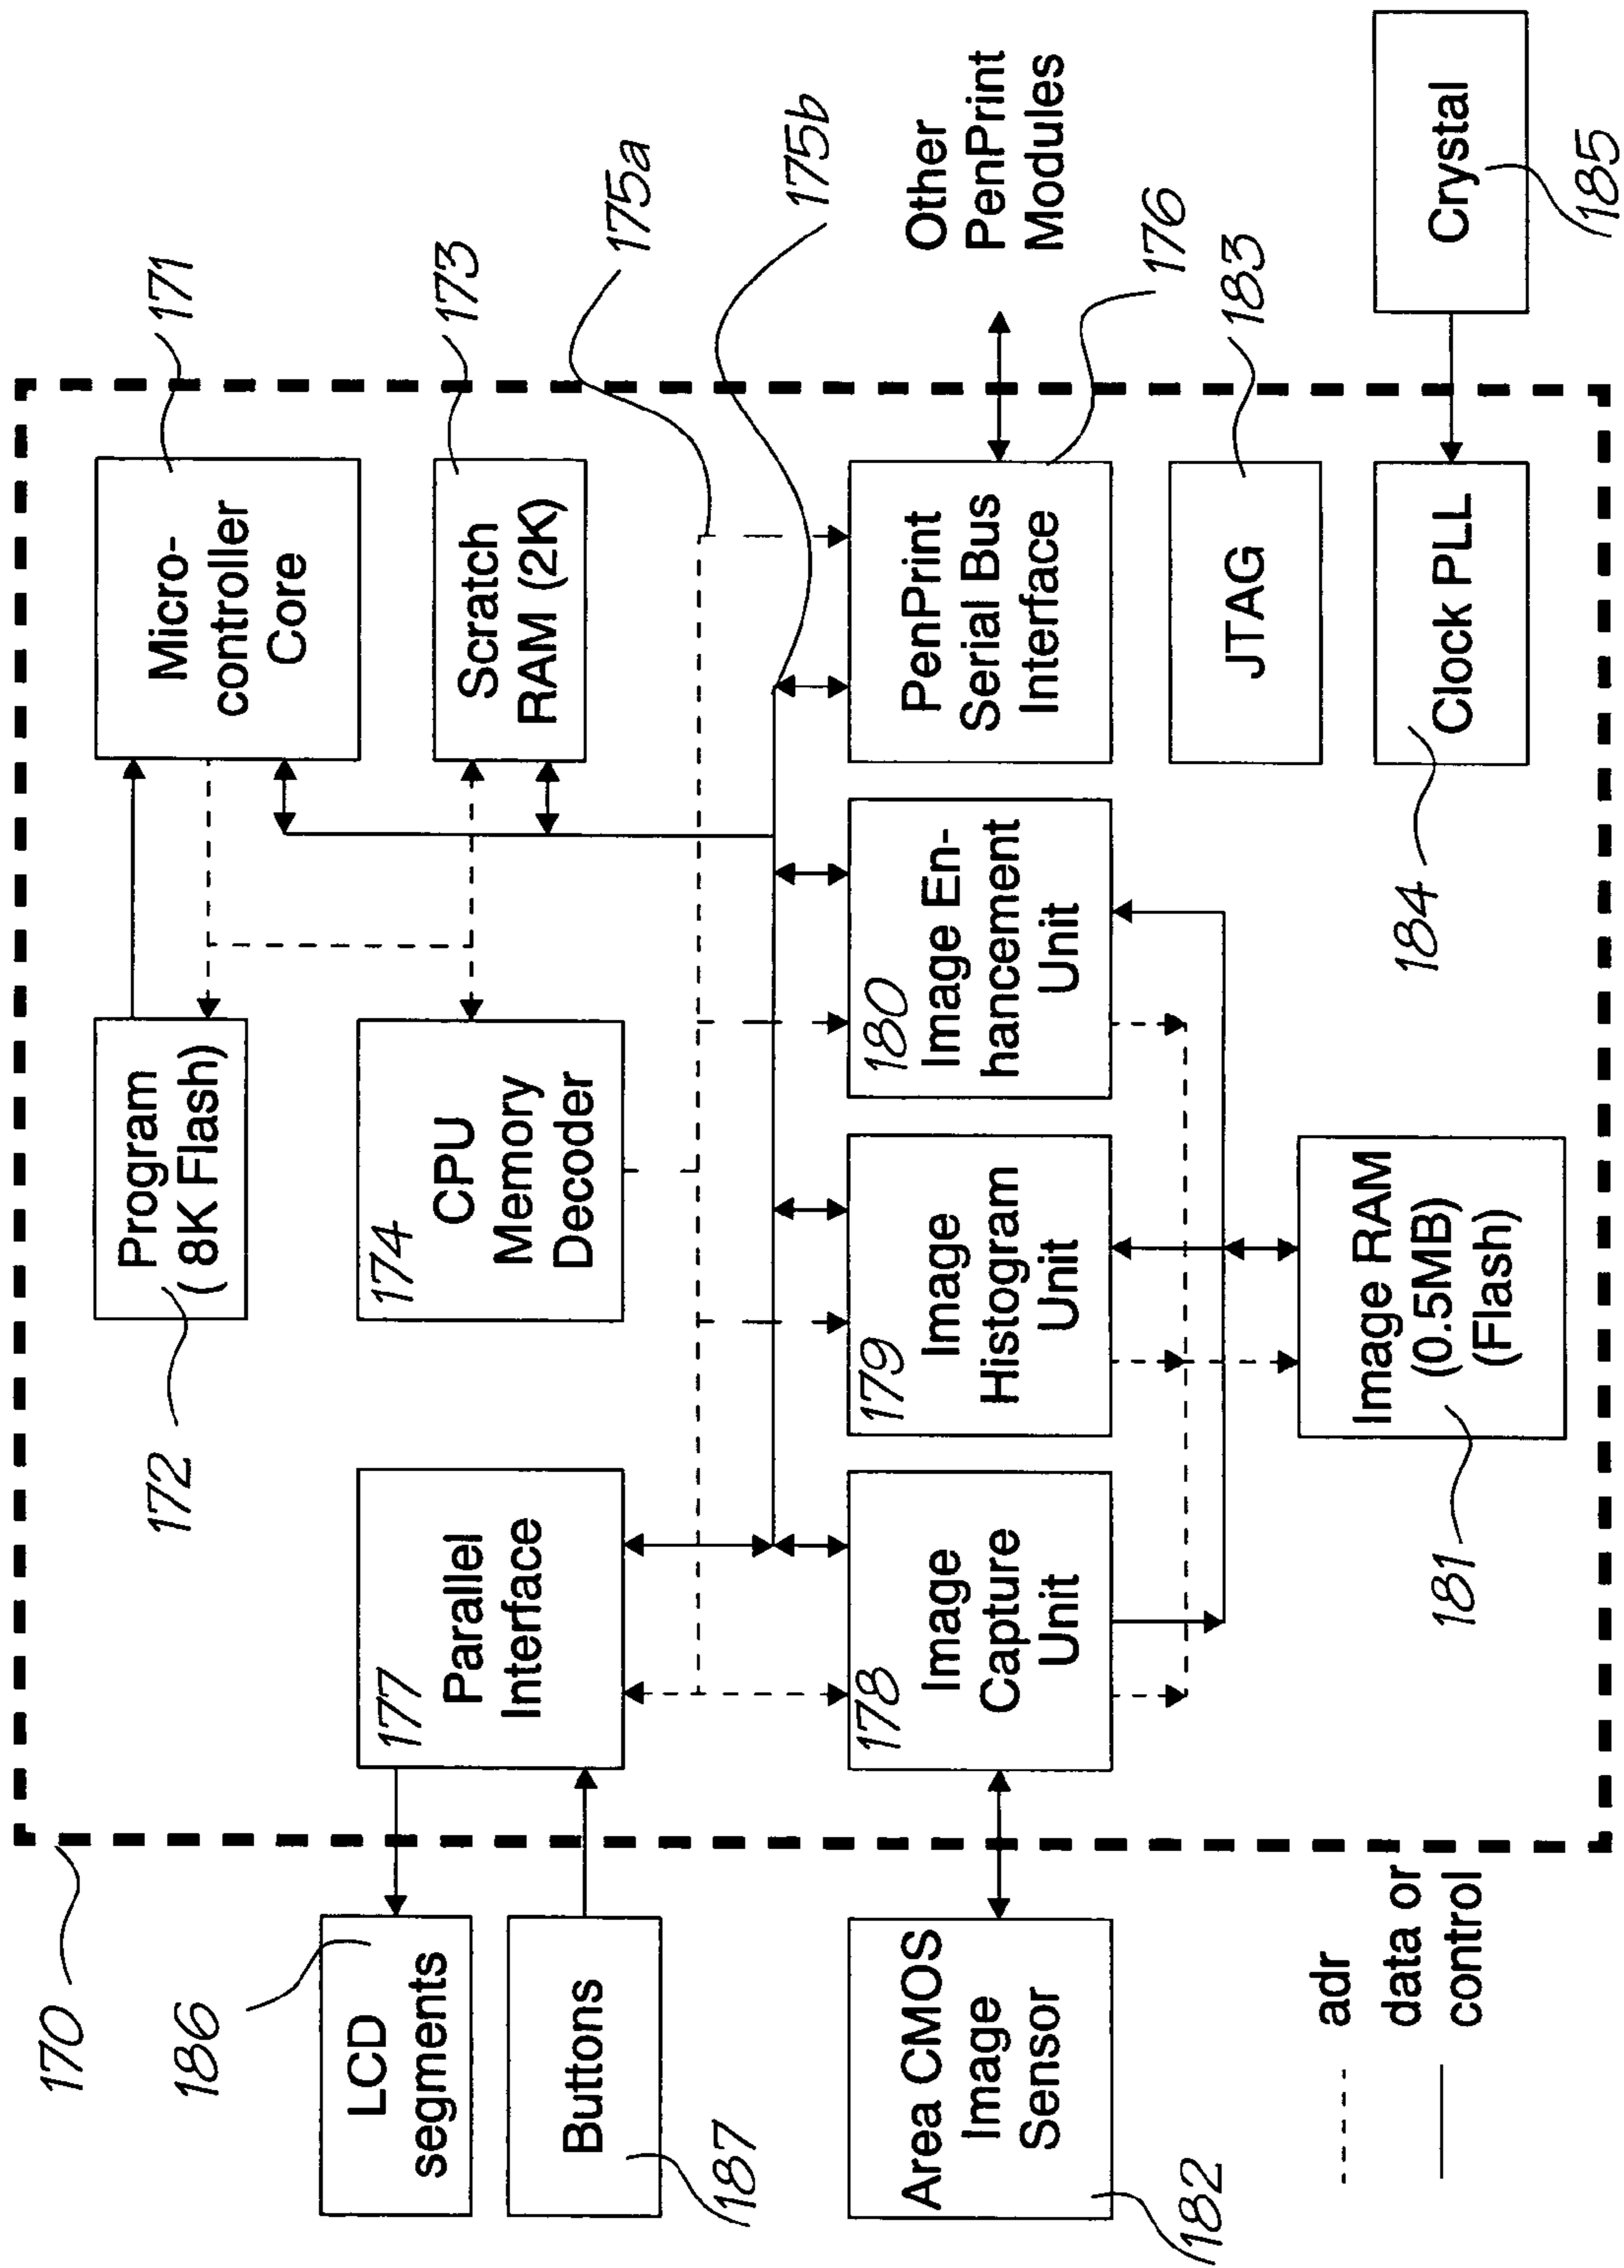 170
186
LCD
segments
Buttons
187
Area CMOS
Image
Sensor
182
adr
data or
control
172
Program
( 8K Flash)
171
Micro-
controller
Core
173
Scratch
RAM (2K)
174
CPU
Memory
Decoder
177
Parallel
Interface
175a
175b
178
Image
Capture
Unit
179
Image
Histogram
Unit
180
Image En-
hancement
Unit
PenPrint
Serial Bus
Interface
176
Other
PenPrint
Modules
JTAG
183
Clock PLL
184
Crystal
185
Image RAM
(0.5MB)
(Flash)
181